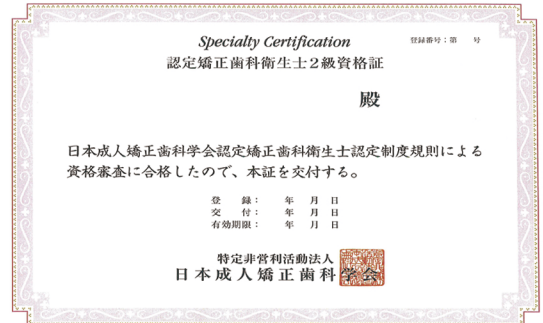 Specialty Certification
登録番号：第　　号
認定矯正歯科衛生士２級資格証
殿
日本成人矯正歯科学会認定矯正歯科衛生士認定制度規則による
資格審査に合格したので、本証を交付する。
登　　録：　　年　月　日
交　　付：　　年　月　日
有効期限：　　年　月　日
特定非営利活動法人
日本成人矯正歯科学会